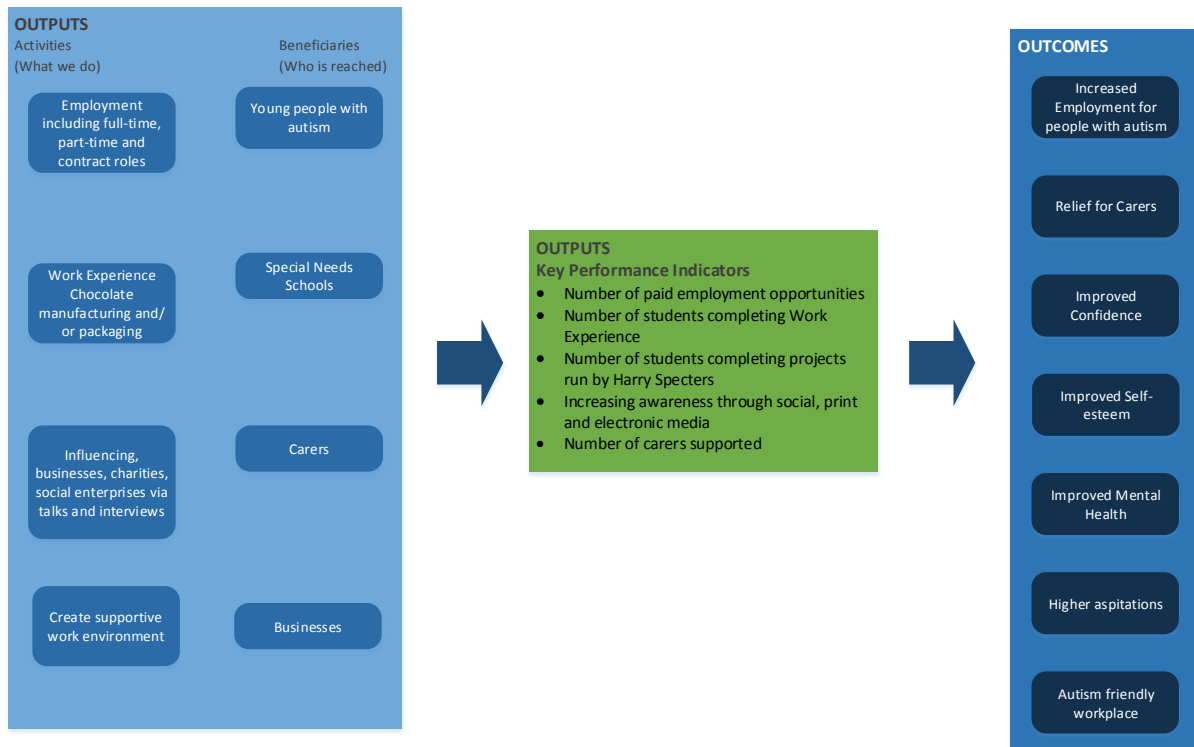 OUTPUTS
Activities
(What we do)
Beneficiaries
(Who is reached)
Employment
including full-time,
part-time and
contract roles
Young people with
autism
Work Experience
Chocolate
manufacturing and/
or packaging
Special Needs
Schools
Influencing,
businesses, charities,
social enterprises via
talks and interviews
Carers
Create supportive
work environment
Businesses
OUTPUTS
Key Performance Indicators
• Number of paid employment opportunities
• Number of students completing Work
Experience
• Number of students completing projects
run by Harry Specters
• Increasing awareness through social, print
and electronic media
• Number of carers supported
OUTCOMES
Increased
Employment for
people with autism
Relief for Carers
Improved
Confidence
Improved Self-
esteem
Improved Mental
Health
Higher aspitations
Autism friendly
workplace